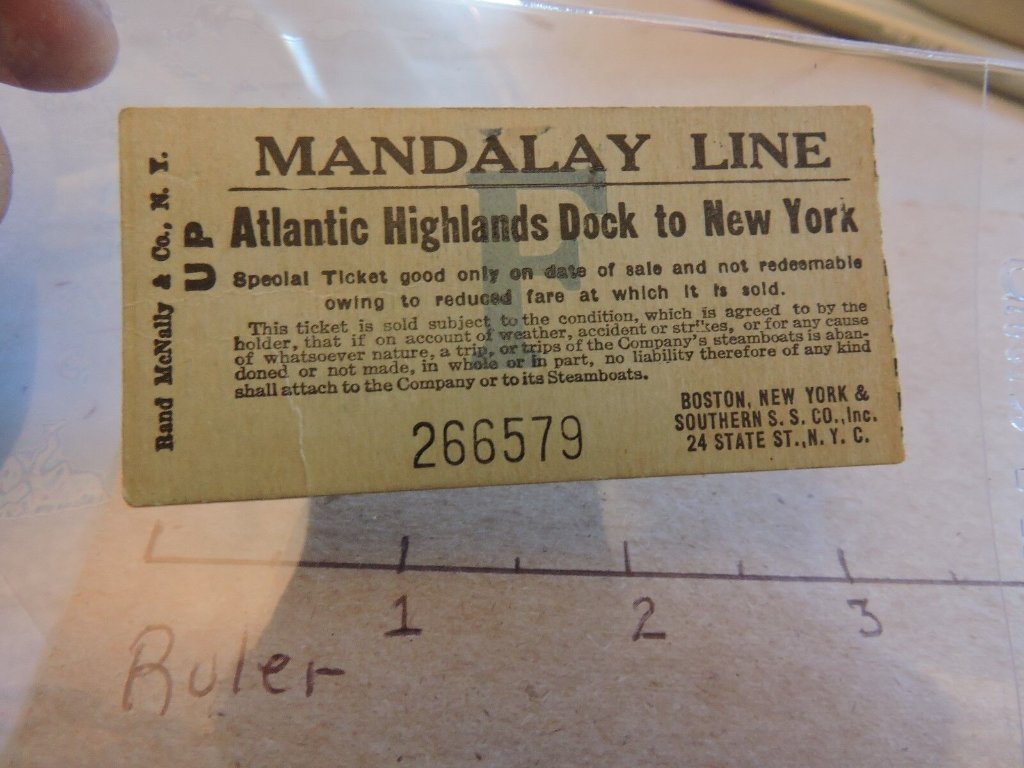 MANDALAY LINE
Atlantic Highlands Dock to New York
Special Ticket good only on date of sale and not redeemable
owing to reduced fare at which it is sold.
This ticket is sold subject to the condition, which is agreed to by the
holder, that if on account of weather, accident or strikes, or for any cause
of whatsoever nature, a trip, or trips of the Company's steamboats is aban-
doned or not made, in whole or in part, no liability therefore of any kind
shall attach to the Company or to its Steamboats.
266579
BOSTON, NEW YORK &
SOUTHERN S. S. CO., Inc.
24 STATE ST., N. Y. C.
UP
Rand McNally & Co., N. Y.
F
1 2 3
Ruler